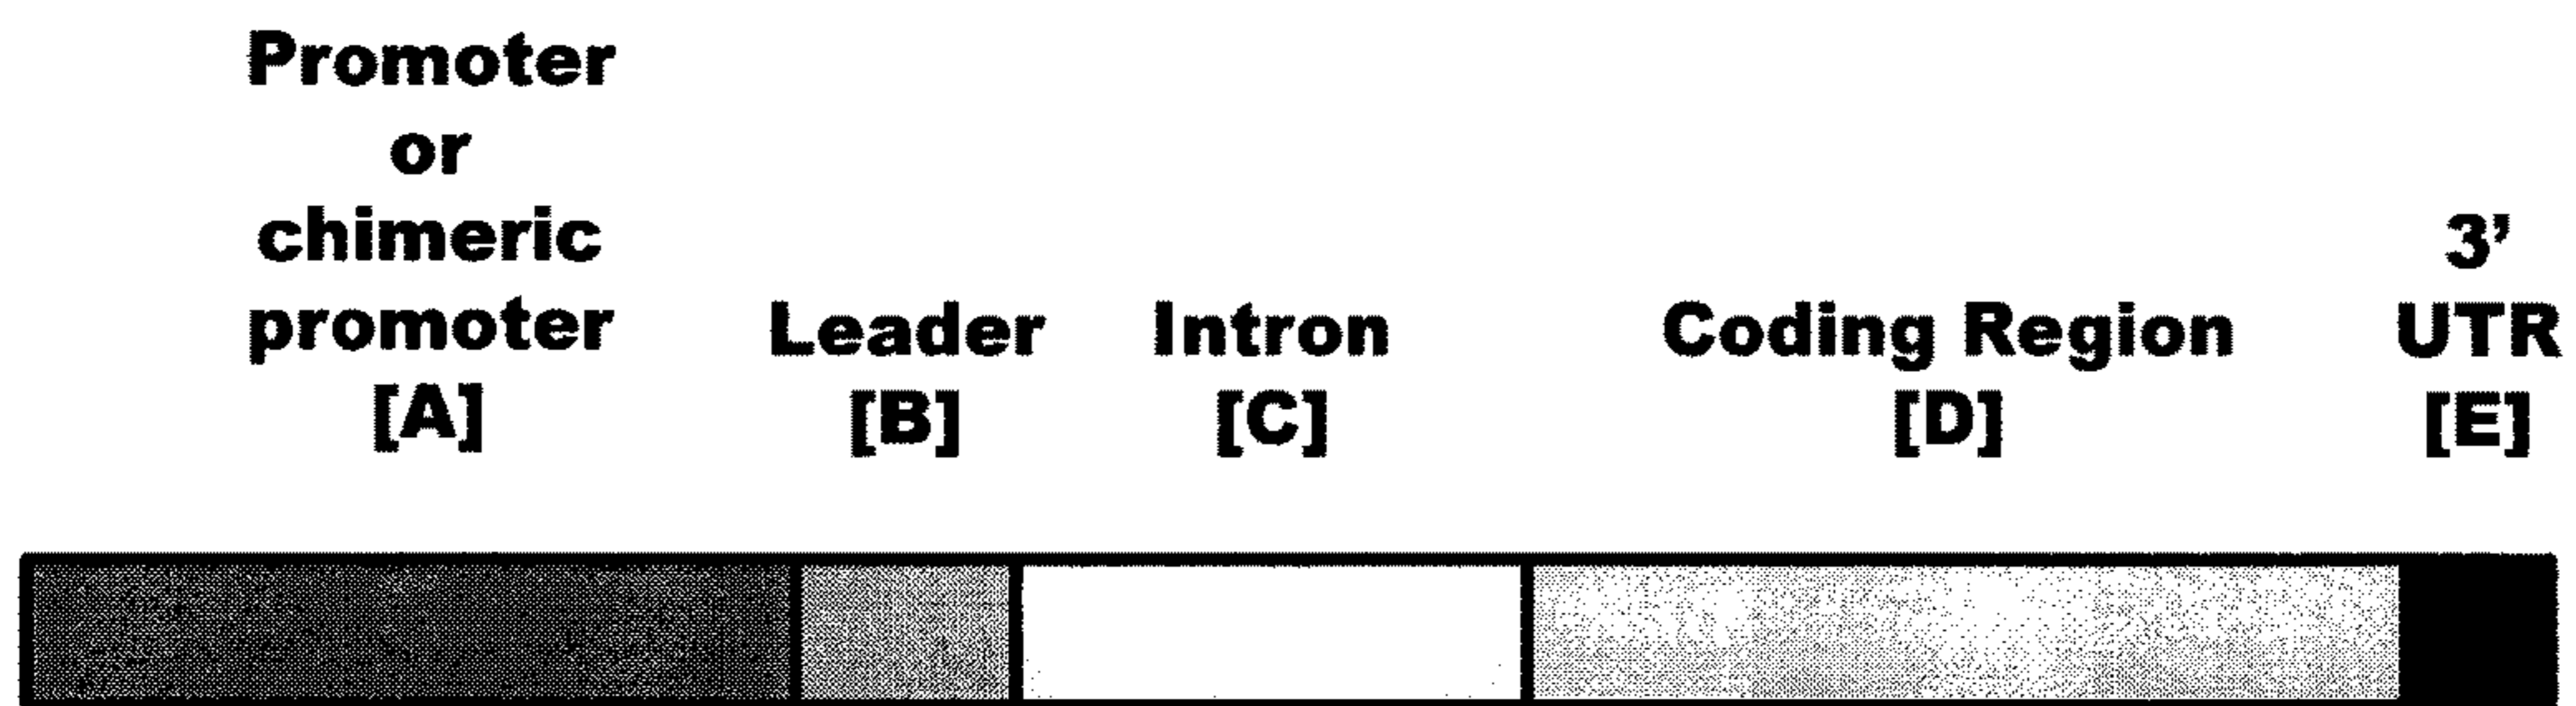 Promoter
or
chimeric
promoter
[A]
Leader
[B]
Intron
[C]
Coding Region
[D]
3’
UTR
[E]